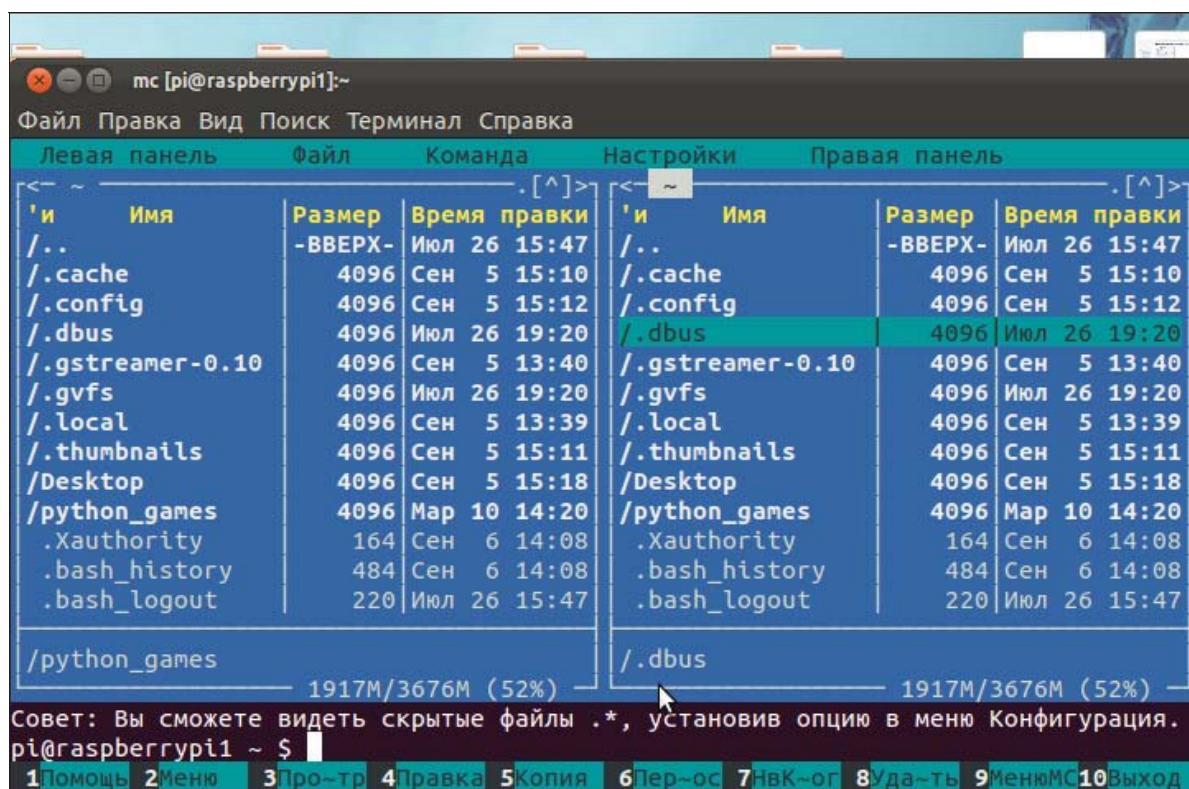 mc [pi@raspberrypi1]:~
Файл Правка Вид Поиск Терминал Справка
Левая панель Файл Команда Настройки Правая панель
<— ~ .[^]> <— ~ .[^]>
'и Имя Размер Время правки 'и Имя Размер Время правки
/.. -ВВЕРХ- Июл 26 15:47 /.. -ВВЕРХ- Июл 26 15:47
/.cache 4096 Сен 5 15:10 /.cache 4096 Сен 5 15:10
/.config 4096 Сен 5 15:12 /.config 4096 Сен 5 15:12
/.dbus 4096 Июл 26 19:20 /.dbus 4096 Июл 26 19:20
/.gstreamer-0.10 4096 Сен 5 13:40 /.gstreamer-0.10 4096 Сен 5 13:40
/.gvfs 4096 Июл 26 19:20 /.gvfs 4096 Июл 26 19:20
/.local 4096 Сен 5 13:39 /.local 4096 Сен 5 13:39
/.thumbnails 4096 Сен 5 15:11 /.thumbnails 4096 Сен 5 15:11
/Desktop 4096 Сен 5 15:18 /Desktop 4096 Сен 5 15:18
/python_games 4096 Мар 10 14:20 /python_games 4096 Мар 10 14:20
.Xauthority 164 Сен 6 14:08 .Xauthority 164 Сен 6 14:08
.bash_history 484 Сен 6 14:08 .bash_history 484 Сен 6 14:08
.bash_logout 220 Июл 26 15:47 .bash_logout 220 Июл 26 15:47
/python_games /.dbus
1917M/3676M (52%) 1917M/3676M (52%)
Совет: Вы сможете видеть скрытые файлы .*, установив опцию в меню Конфигурация.
pi@raspberrypi1 ~ $
1Помощь 2Меню 3Про~тр 4Правка 5Копия 6Пер~ос 7НвК~ог 8Уда~ть 9МенюMC 10Выход